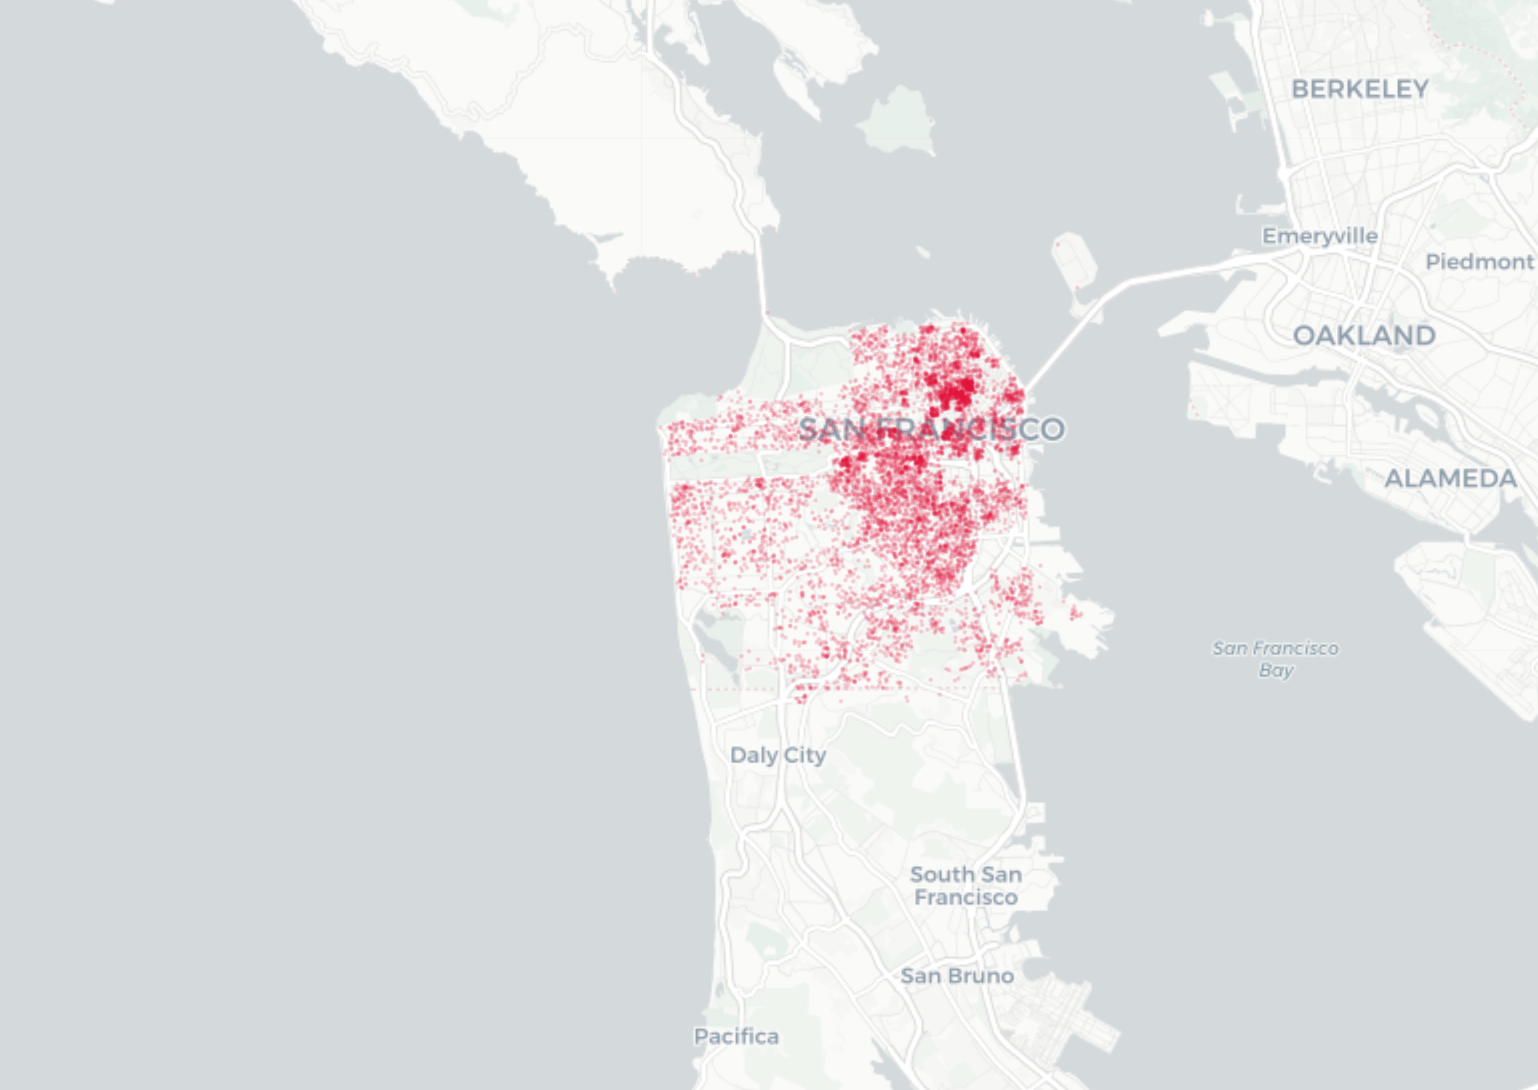 BERKELEY
Emeryville
Piedmont
OAKLAND
SAN FRANCISCO
ALAMEDA
San Francisco
Bay
Daly City
South San
Francisco
San Bruno
Pacifica